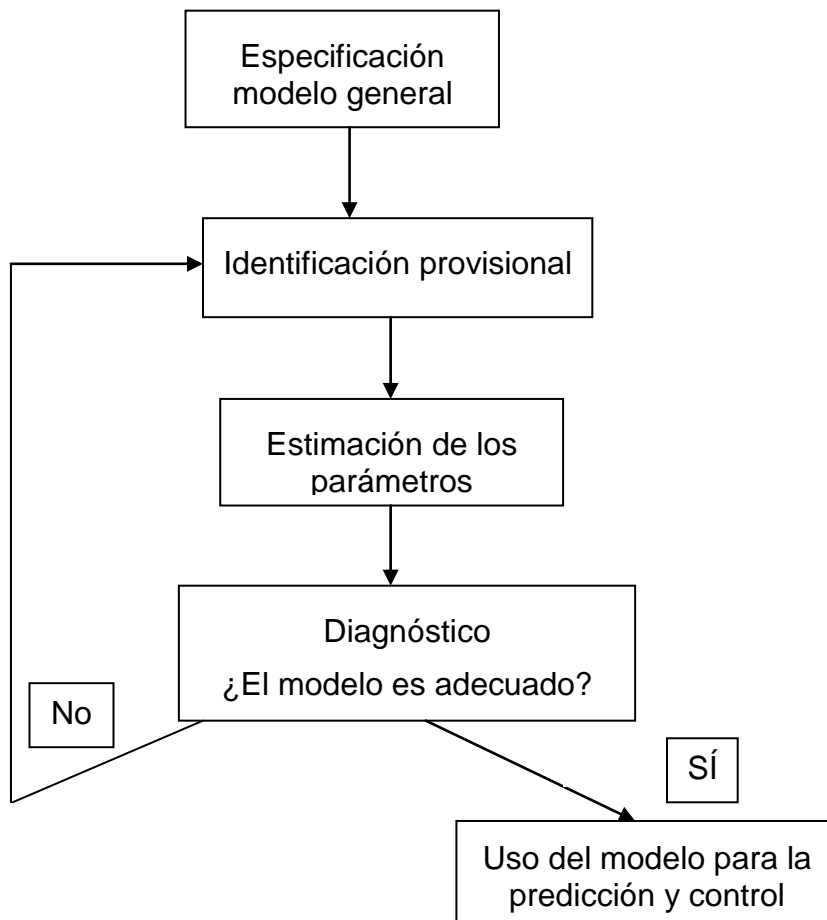 Especificación
modelo general
Identificación provisional
Estimación de los
parámetros
Diagnóstico
¿El modelo es adecuado?
No
SÍ
Uso del modelo para la
predicción y control